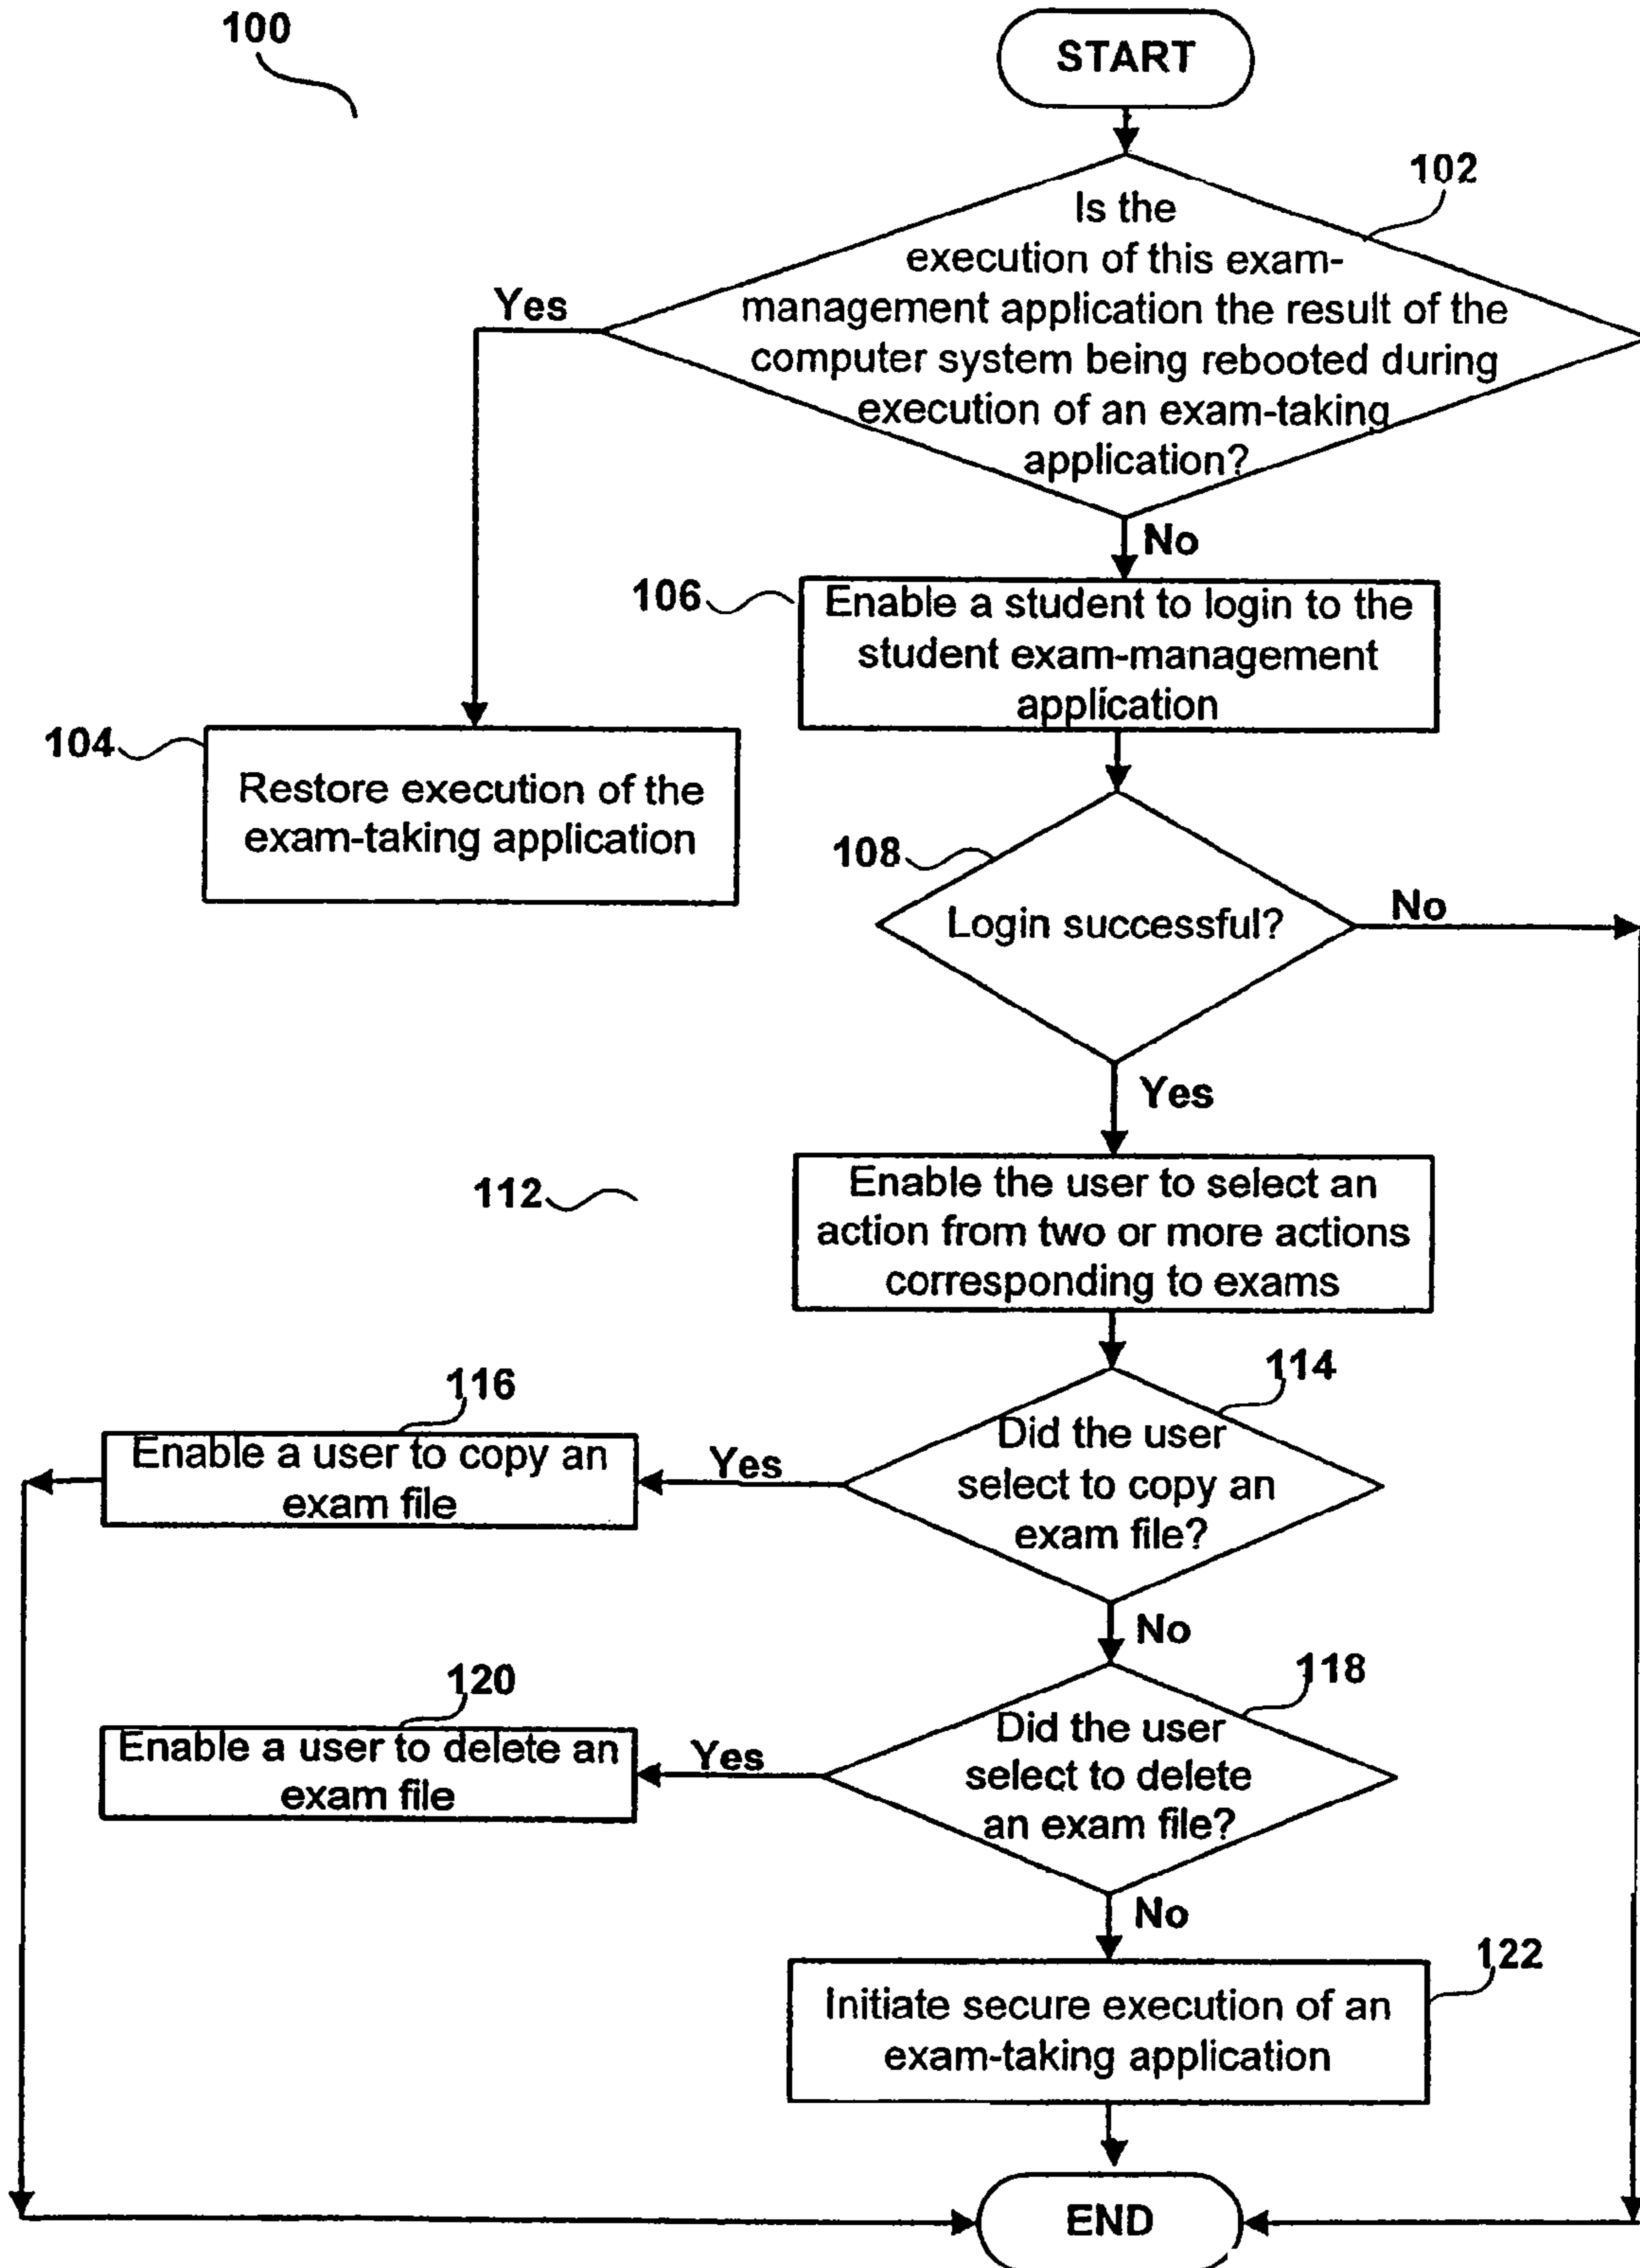 100
START
102
Is the
execution of this exam-
management application the result of the
computer system being rebooted during
execution of an exam-taking
application?
Yes
No
106
Enable a student to login to the
student exam-management
application
104
Restore execution of the
exam-taking application
108
Login successful?
No
Yes
112
Enable the user to select an
action from two or more actions
corresponding to exams
114
116
Did the user
select to copy an
exam file?
Yes
Enable a user to copy an
exam file
No
118
120
Did the user
select to delete
an exam file?
Yes
Enable a user to delete an
exam file
No
122
Initiate secure execution of an
exam-taking application
END